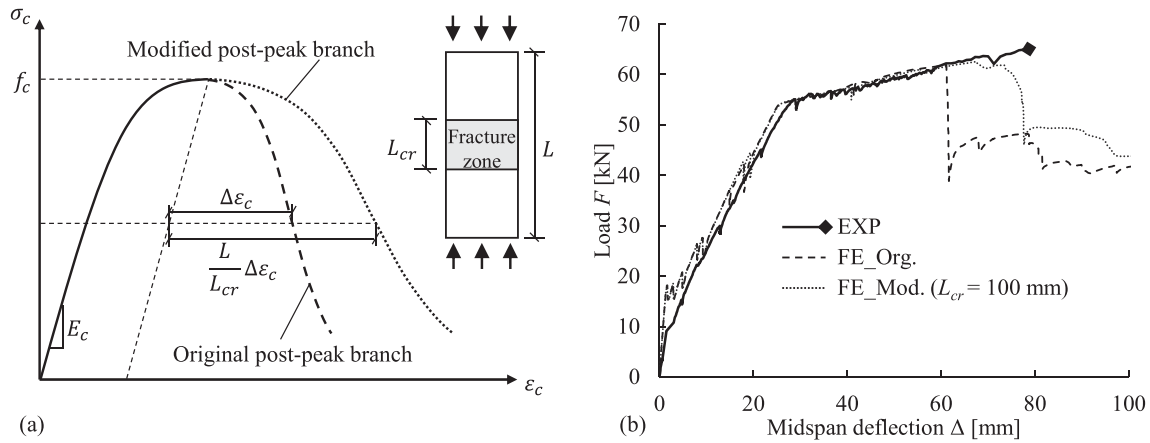 σc
Modified post-peak branch
fc
Lcr
Fracture
zone
L
Δεc
L
Lcr
Δεc
Ec
Original post-peak branch
εc
(a)
70
60
50
40
30
20
10
0
Load F [kN]
EXP
FE_Org.
FE_Mod. (Lcr = 100 mm)
0 20 40 60 80 100
Midspan deflection Δ [mm]
(b)